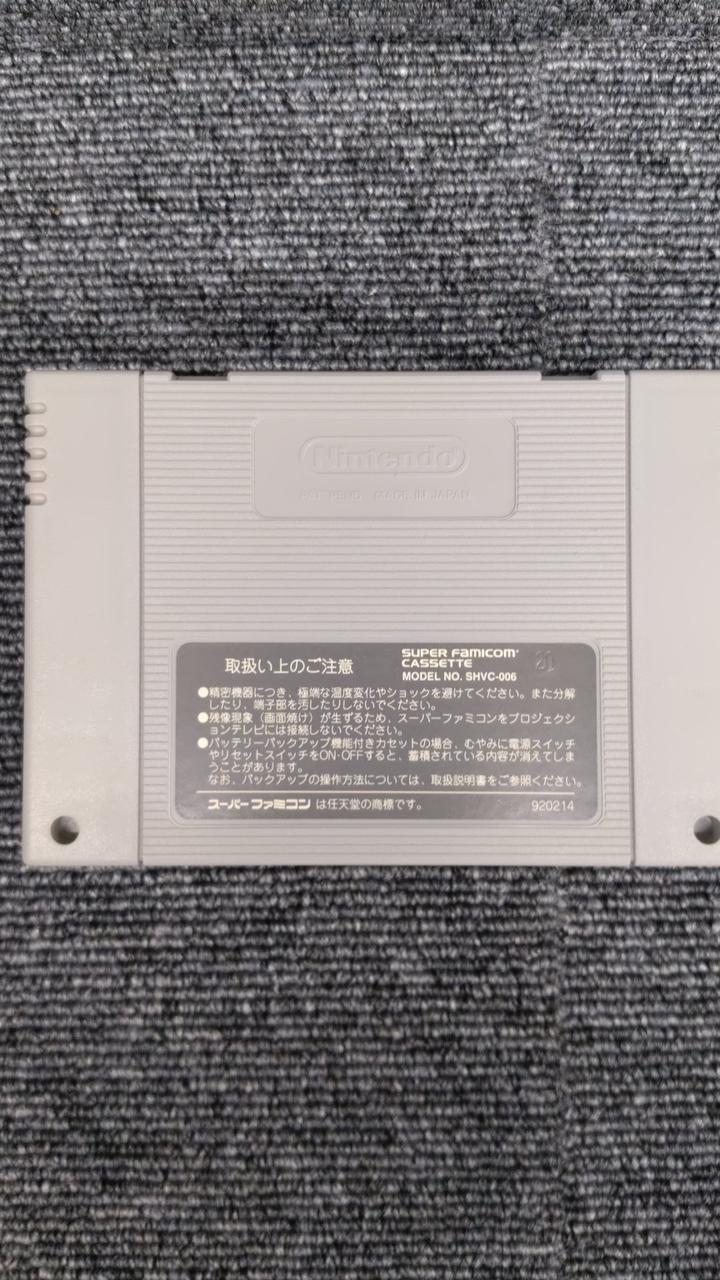 Nintendo
PAT. PEND. MADE IN JAPAN
取扱い上のご注意
SUPER FAMICOM
CASSETTE
MODEL NO. SHVC-006
●精密機器につき、極端な温度変化やショックを避けてください。また分解
したり、端子部を汚したりしないでください。
●残像現象（画面焼け）が生ずるため、スーパーファミコンをプロジェクシ
ョンテレビには接続しないでください。
●バッテリーバックアップ機能付きカセットの場合、むやみに電源スイッチ
やリセットスイッチをON·OFFすると、蓄積されている内容が消えてしま
うことがあります。
なお、バックアップの操作方法については、取扱説明書をご参照ください。
スーパーファミコン は任天堂の商標です。 920214